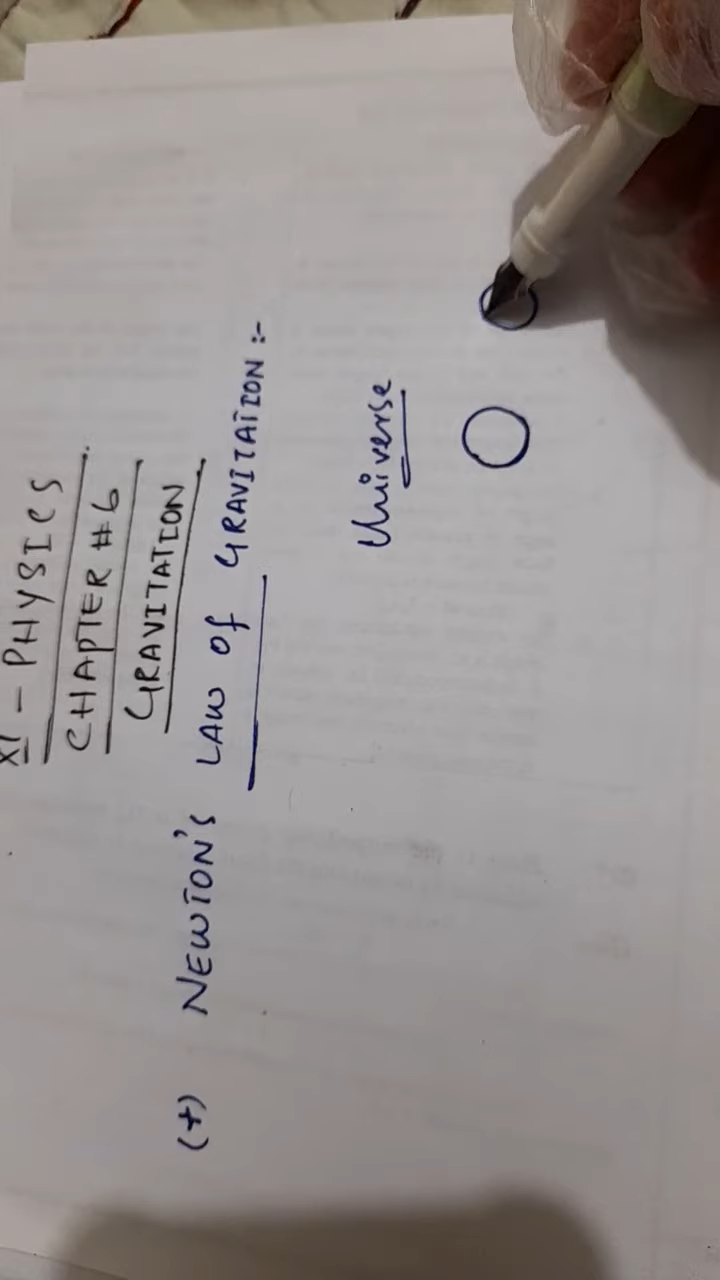 XI - PHYSICS
CHAPTER # 6
GRAVITATION
(+) NEWTON'S LAW OF GRAVITATION :-
Universe